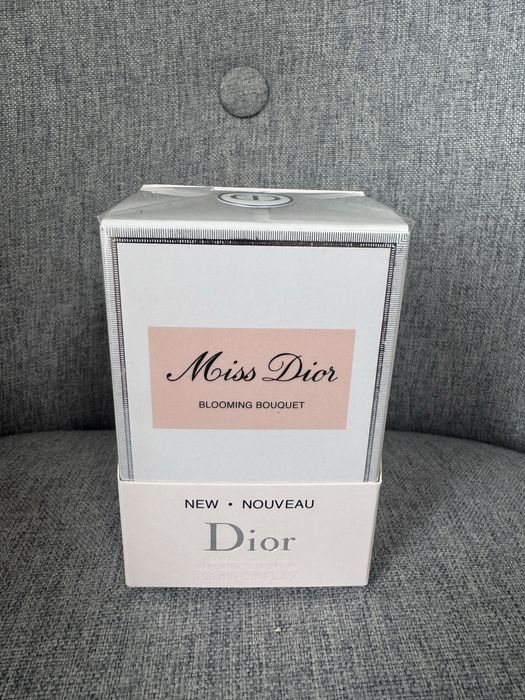 Miss Dior
BLOOMING BOUQUET
NEW • NOUVEAU
Dior